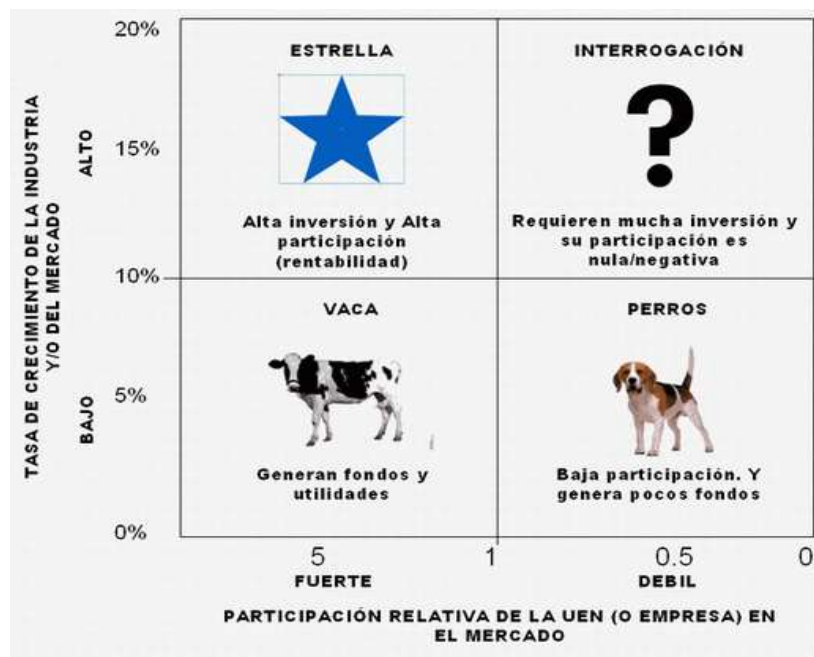 20%
ESTRELLA
INTERROGACIÓN
TASA DE CRECIMIENTO DE LA INDUSTRIA
Y/O DEL MERCADO
ALTO
15%
Alta inversión y Alta
participación
(rentabilidad)
Requieren mucha inversión y
su participación es
nula/negativa
10%
VACA
PERROS
BAJO
5%
Generan fondos y
utilidades
Baja participación. Y
genera pocos fondos
0%
5
1
0.5
0
FUERTE
DEBIL
PARTICIPACIÓN RELATIVA DE LA UEN (O EMPRESA) EN
EL MERCADO